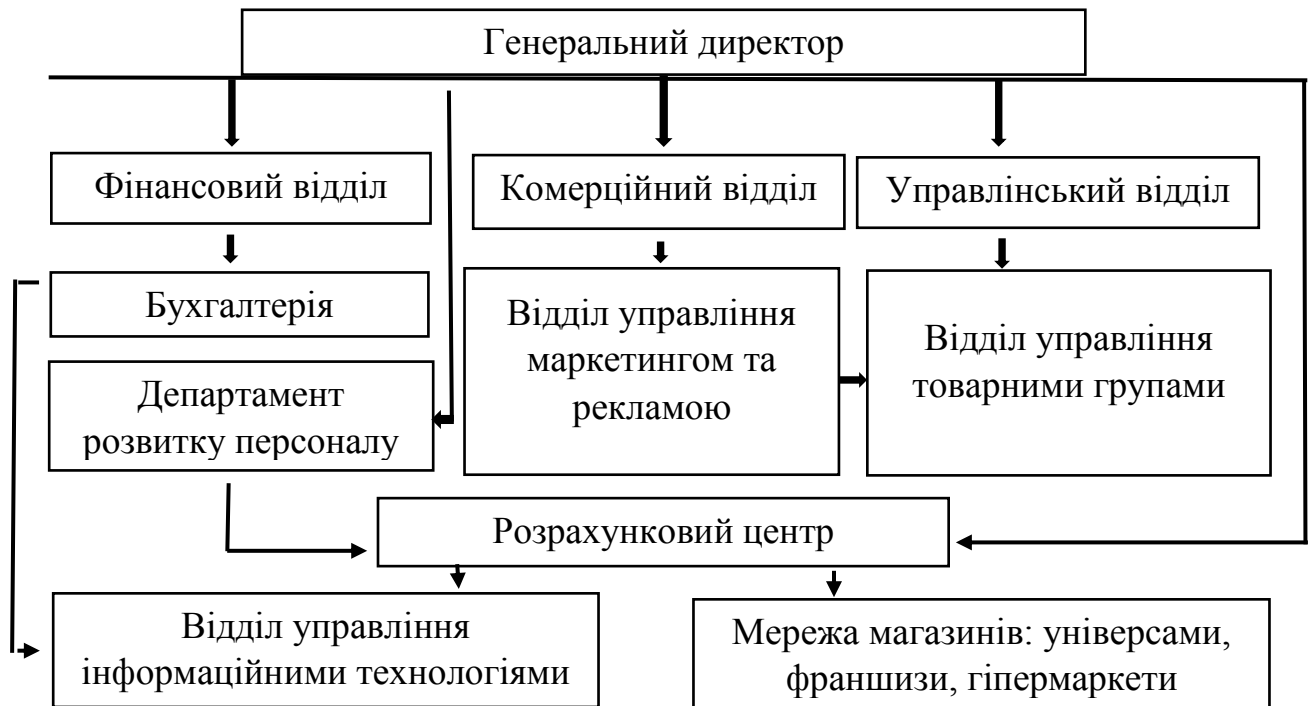 Генеральний директор
Фінансовий відділ
Комерційний відділ
Управлінський відділ
Бухгалтерія
Відділ управління
маркетингом та
рекламою
Відділ управління
товарними групами
Департамент
розвитку персоналу
Розрахунковий центр
Відділ управління
інформаційними технологіями
Мережа магазинів: універсами,
франшизи, гіпермаркети